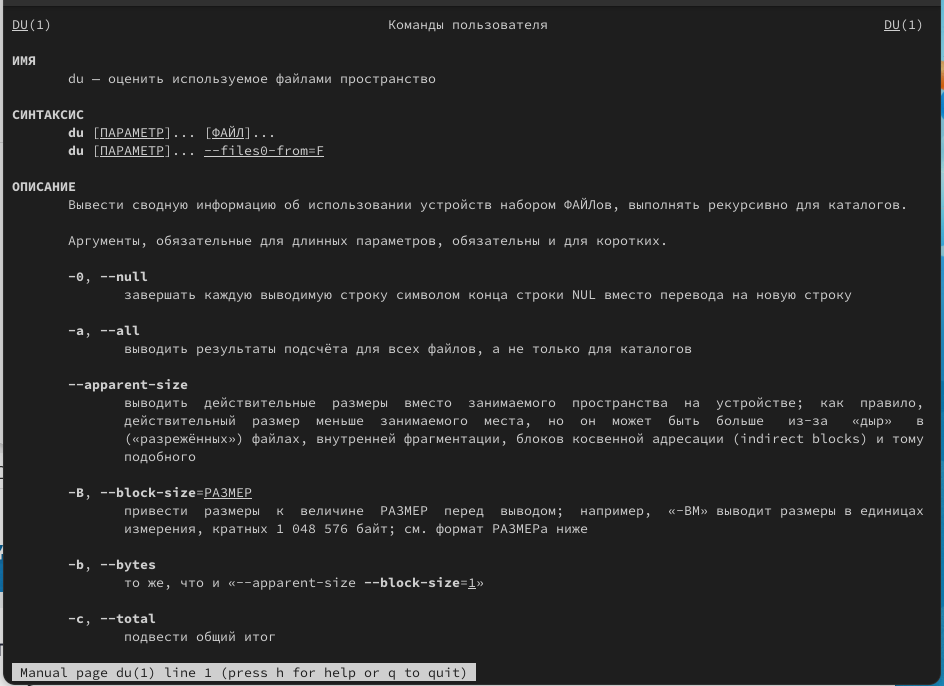 DU(1) Команды пользователя DU(1)
ИМЯ
du — оценить используемое файлами пространство
СИНТАКСИС
du [ПАРАМЕТР]... [ФАЙЛ]...
du [ПАРАМЕТР]... --files0-from=F
ОПИСАНИЕ
Вывести сводную информацию об использовании устройств набором ФАЙЛов, выполнять рекурсивно для каталогов.
Аргументы, обязательные для длинных параметров, обязательны и для коротких.
-0, --null
завершать каждую выводимую строку символом конца строки NUL вместо перевода на новую строку
-a, --all
выводить результаты подсчёта для всех файлов, а не только для каталогов
--apparent-size
выводить действительные размеры вместо занимаемого пространства на устройстве; как правило,
действительный размер меньше занимаемого места, но он может быть больше из-за «дыр» в
(«разрежённых») файлах, внутренней фрагментации, блоков косвенной адресации (indirect blocks) и тому
подобного
-B, --block-size=РАЗМЕР
привести размеры к величине РАЗМЕР перед выводом; например, «-BM» выводит размеры в единицах
измерения, кратных 1 048 576 байт; см. формат РАЗМЕРа ниже
-b, --bytes
то же, что и «--apparent-size --block-size=1»
-c, --total
подвести общий итог
Manual page du(1) line 1 (press h for help or q to quit)